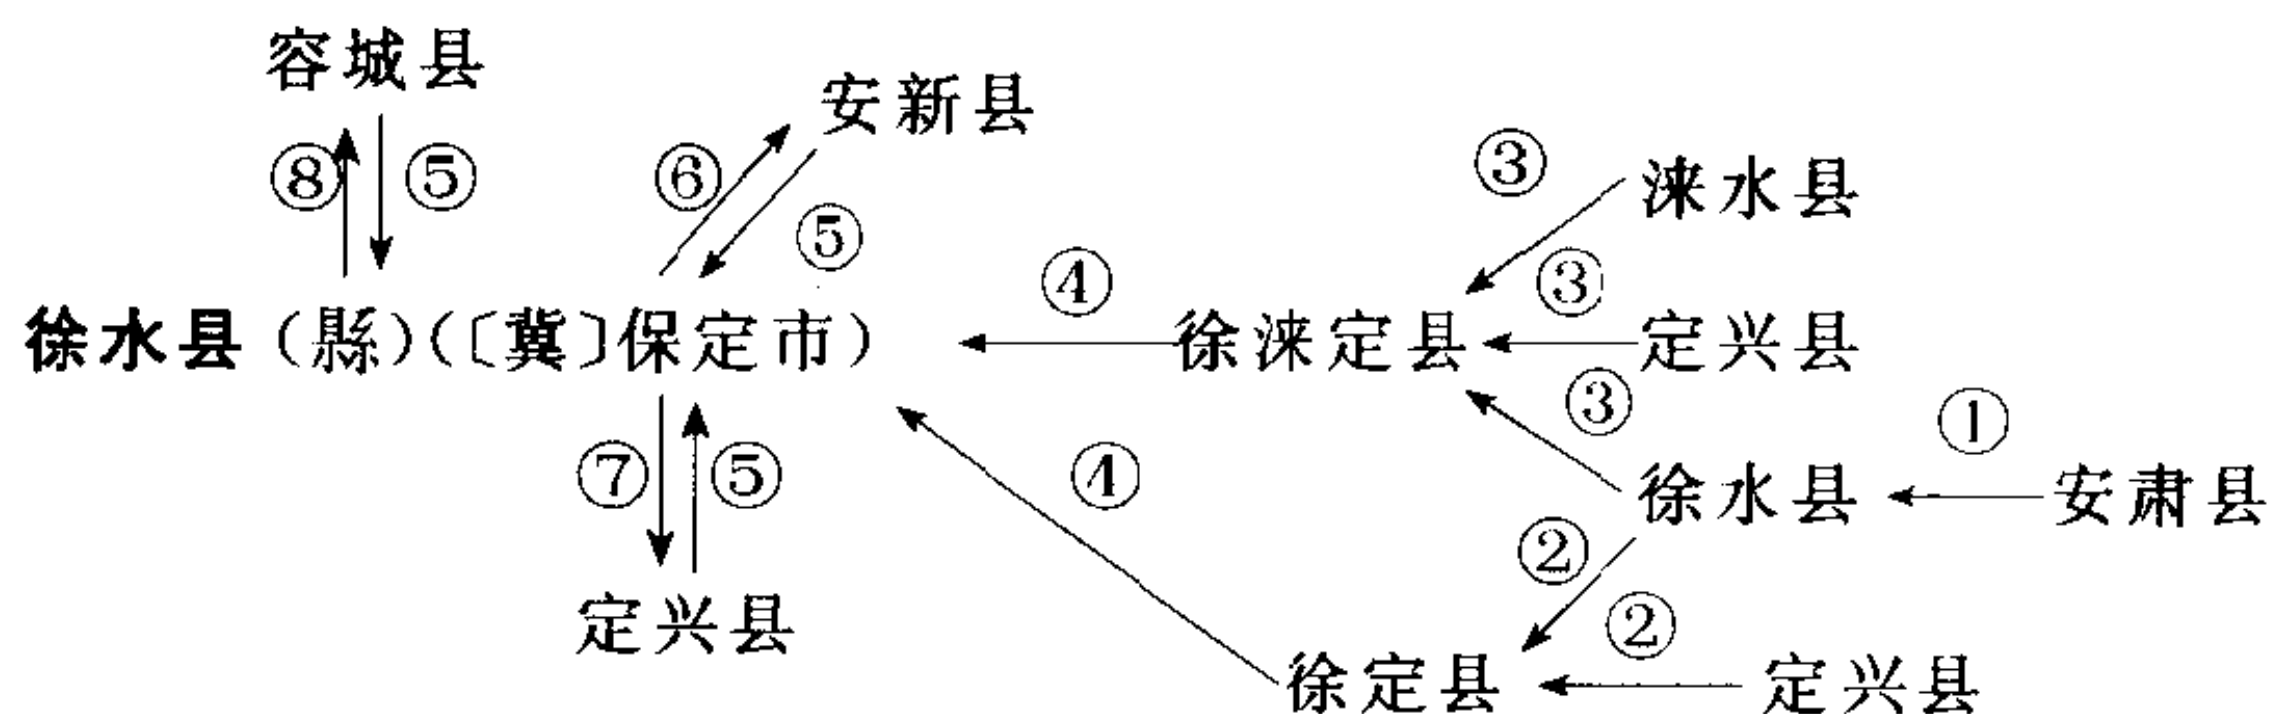 容城县
安新县
⑧ ⑤ ⑥ ③ 涞水县
⑤
④ ③
徐水县(縣)(〔冀〕保定市) 徐涞定县 定兴县
③ ①
⑦ ⑤ ④ 徐水县 安肃县
②
定兴县 ②
徐定县 定兴县